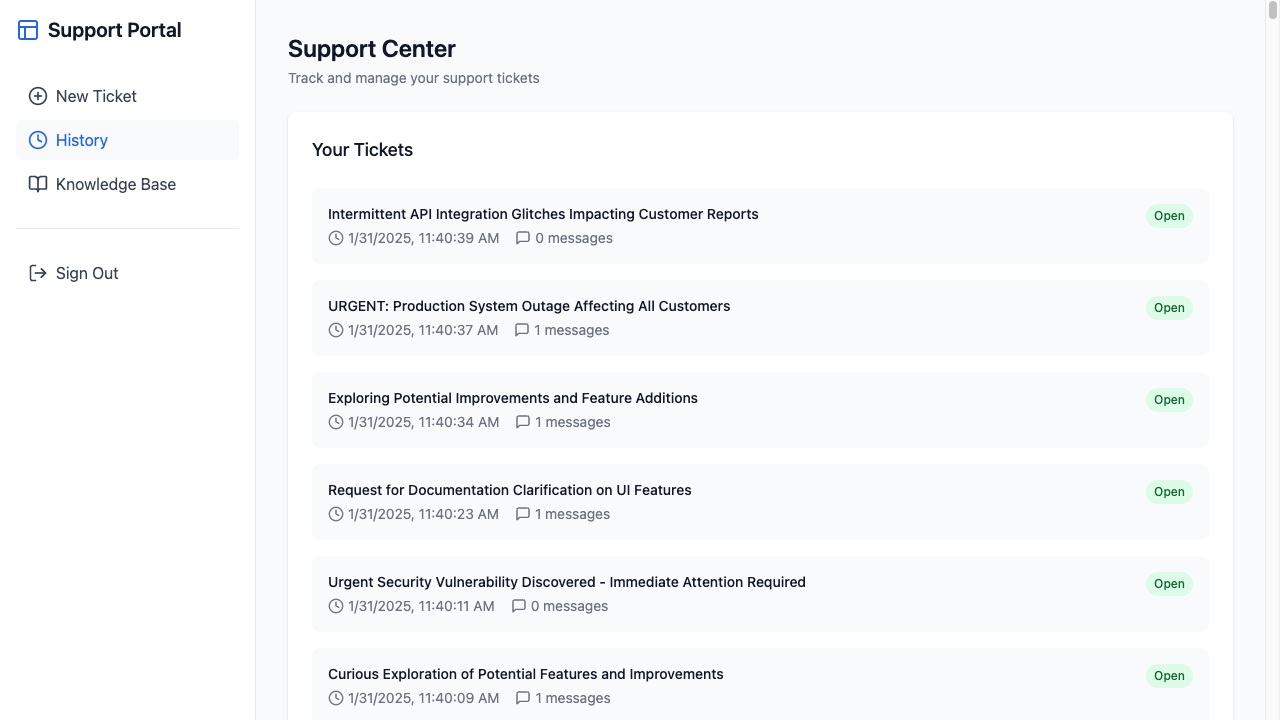 Support Portal
New Ticket
History
Knowledge Base
Sign Out
Support Center
Track and manage your support tickets
Your Tickets
Intermittent API Integration Glitches Impacting Customer Reports
Open
1/31/2025, 11:40:39 AM 0 messages
URGENT: Production System Outage Affecting All Customers
Open
1/31/2025, 11:40:37 AM 1 messages
Exploring Potential Improvements and Feature Additions
Open
1/31/2025, 11:40:34 AM 1 messages
Request for Documentation Clarification on UI Features
Open
1/31/2025, 11:40:23 AM 1 messages
Urgent Security Vulnerability Discovered - Immediate Attention Required
Open
1/31/2025, 11:40:11 AM 0 messages
Curious Exploration of Potential Features and Improvements
Open
1/31/2025, 11:40:09 AM 1 messages